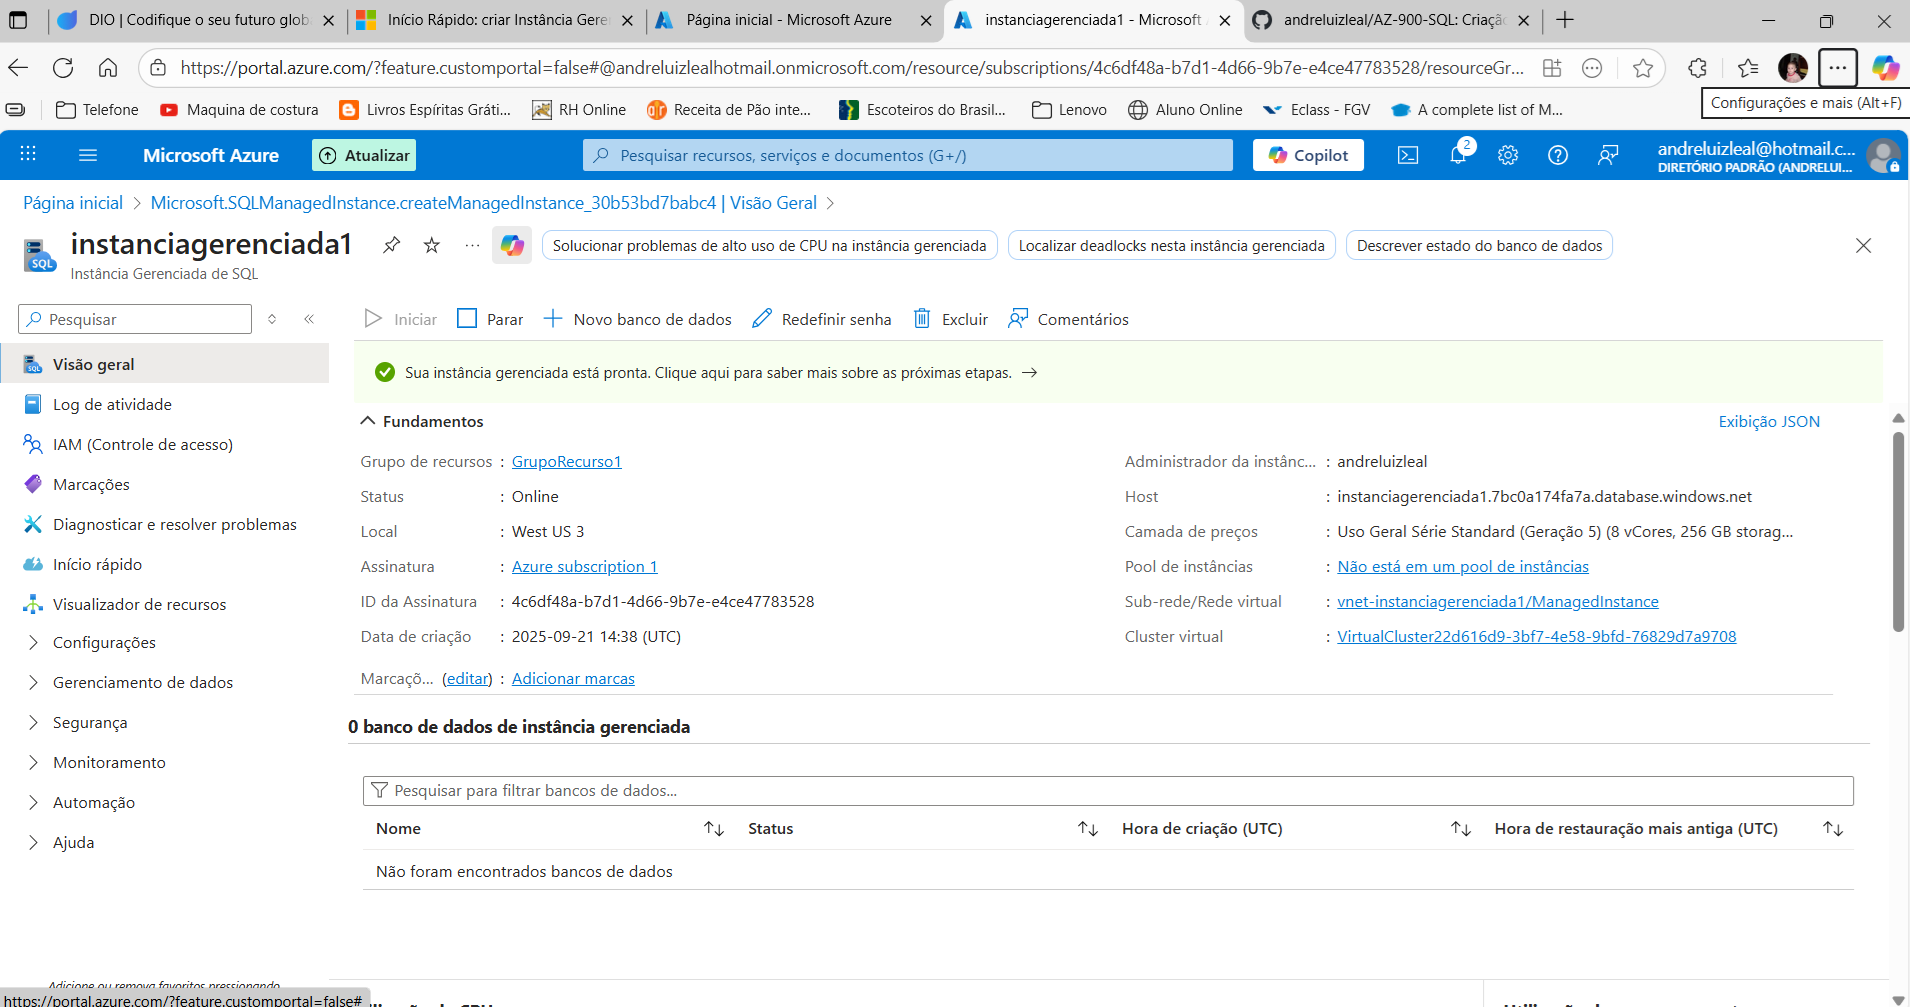 DIO | Codifique o seu futuro glob
Início Rápido: criar Instância Gere
Página inicial - Microsoft Azure
instanciagerenciada1 - Microsoft
andreluizleal/AZ-900-SQL: Criaçã
https://portal.azure.com/?feature.customportal=false#@andreluizlealhotmail.onmicrosoft.com/resource/subscriptions/4c6df48a-b7d1-4d66-9b7e-e4ce47783528/resourceGr...
Configurações e mais (Alt+F)
Telefone
Maquina de costura
Livros Espíritas Gráti...
RH Online
Receita de Pão inte...
Escoteiros do Brasil...
Lenovo
Aluno Online
Eclass - FGV
A complete list of M...
Microsoft Azure
Atualizar
Pesquisar recursos, serviços e documentos (G+/)
Copilot
2
andreluizleal@hotmail.c...
DIRETÓRIO PADRÃO (ANDRELUI...
Página inicial > Microsoft.SQLManagedInstance.createManagedInstance_30b53bd7babc4 | Visão Geral >
instanciagerenciada1
Instância Gerenciada de SQL
Solucionar problemas de alto uso de CPU na instância gerenciada
Localizar deadlocks nesta instância gerenciada
Descrever estado do banco de dados
Pesquisar
Iniciar
Parar
Novo banco de dados
Redefinir senha
Excluir
Comentários
Visão geral
Log de atividade
IAM (Controle de acesso)
Marcações
Diagnosticar e resolver problemas
Início rápido
Visualizador de recursos
Configurações
Gerenciamento de dados
Segurança
Monitoramento
Automação
Ajuda
Sua instância gerenciada está pronta. Clique aqui para saber mais sobre as próximas etapas. →
Fundamentos
Exibição JSON
Grupo de recursos : GrupoRecurso1
Status : Online
Local : West US 3
Assinatura : Azure subscription 1
ID da Assinatura : 4c6df48a-b7d1-4d66-9b7e-e4ce47783528
Data de criação : 2025-09-21 14:38 (UTC)
Administrador da instânc... : andreluizleal
Host : instanciagerenciada1.7bc0a174fa7a.database.windows.net
Camada de preços : Uso Geral Série Standard (Geração 5) (8 vCores, 256 GB storag...
Pool de instâncias : Não está em um pool de instâncias
Sub-rede/Rede virtual : vnet-instanciagerenciada1/ManagedInstance
Cluster virtual : VirtualCluster22d616d9-3bf7-4e58-9bfd-76829d7a9708
Marcaçõ... (editar) : Adicionar marcas
0 banco de dados de instância gerenciada
Pesquisar para filtrar bancos de dados...
Nome
Status
Hora de criação (UTC)
Hora de restauração mais antiga (UTC)
Não foram encontrados bancos de dados
Adicione ou remova favoritos pressionando
https://portal.azure.com/?feature.customportal=false#